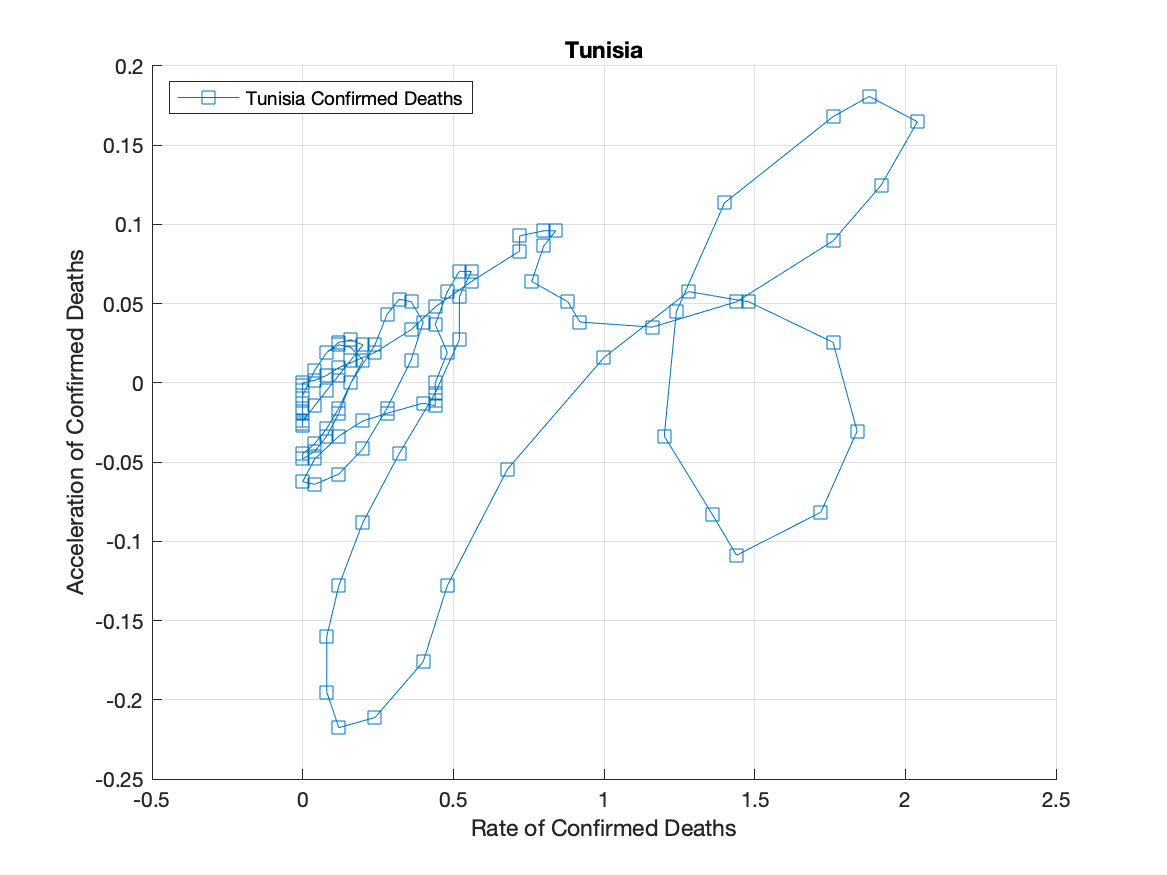 Tunisia
Tunisia Confirmed Deaths
0.2
0.15
0.1
0.05
0
-0.05
-0.1
-0.15
-0.2
-0.25
Acceleration of Confirmed Deaths
-0.5 0 0.5 1 1.5 2 2.5
Rate of Confirmed Deaths